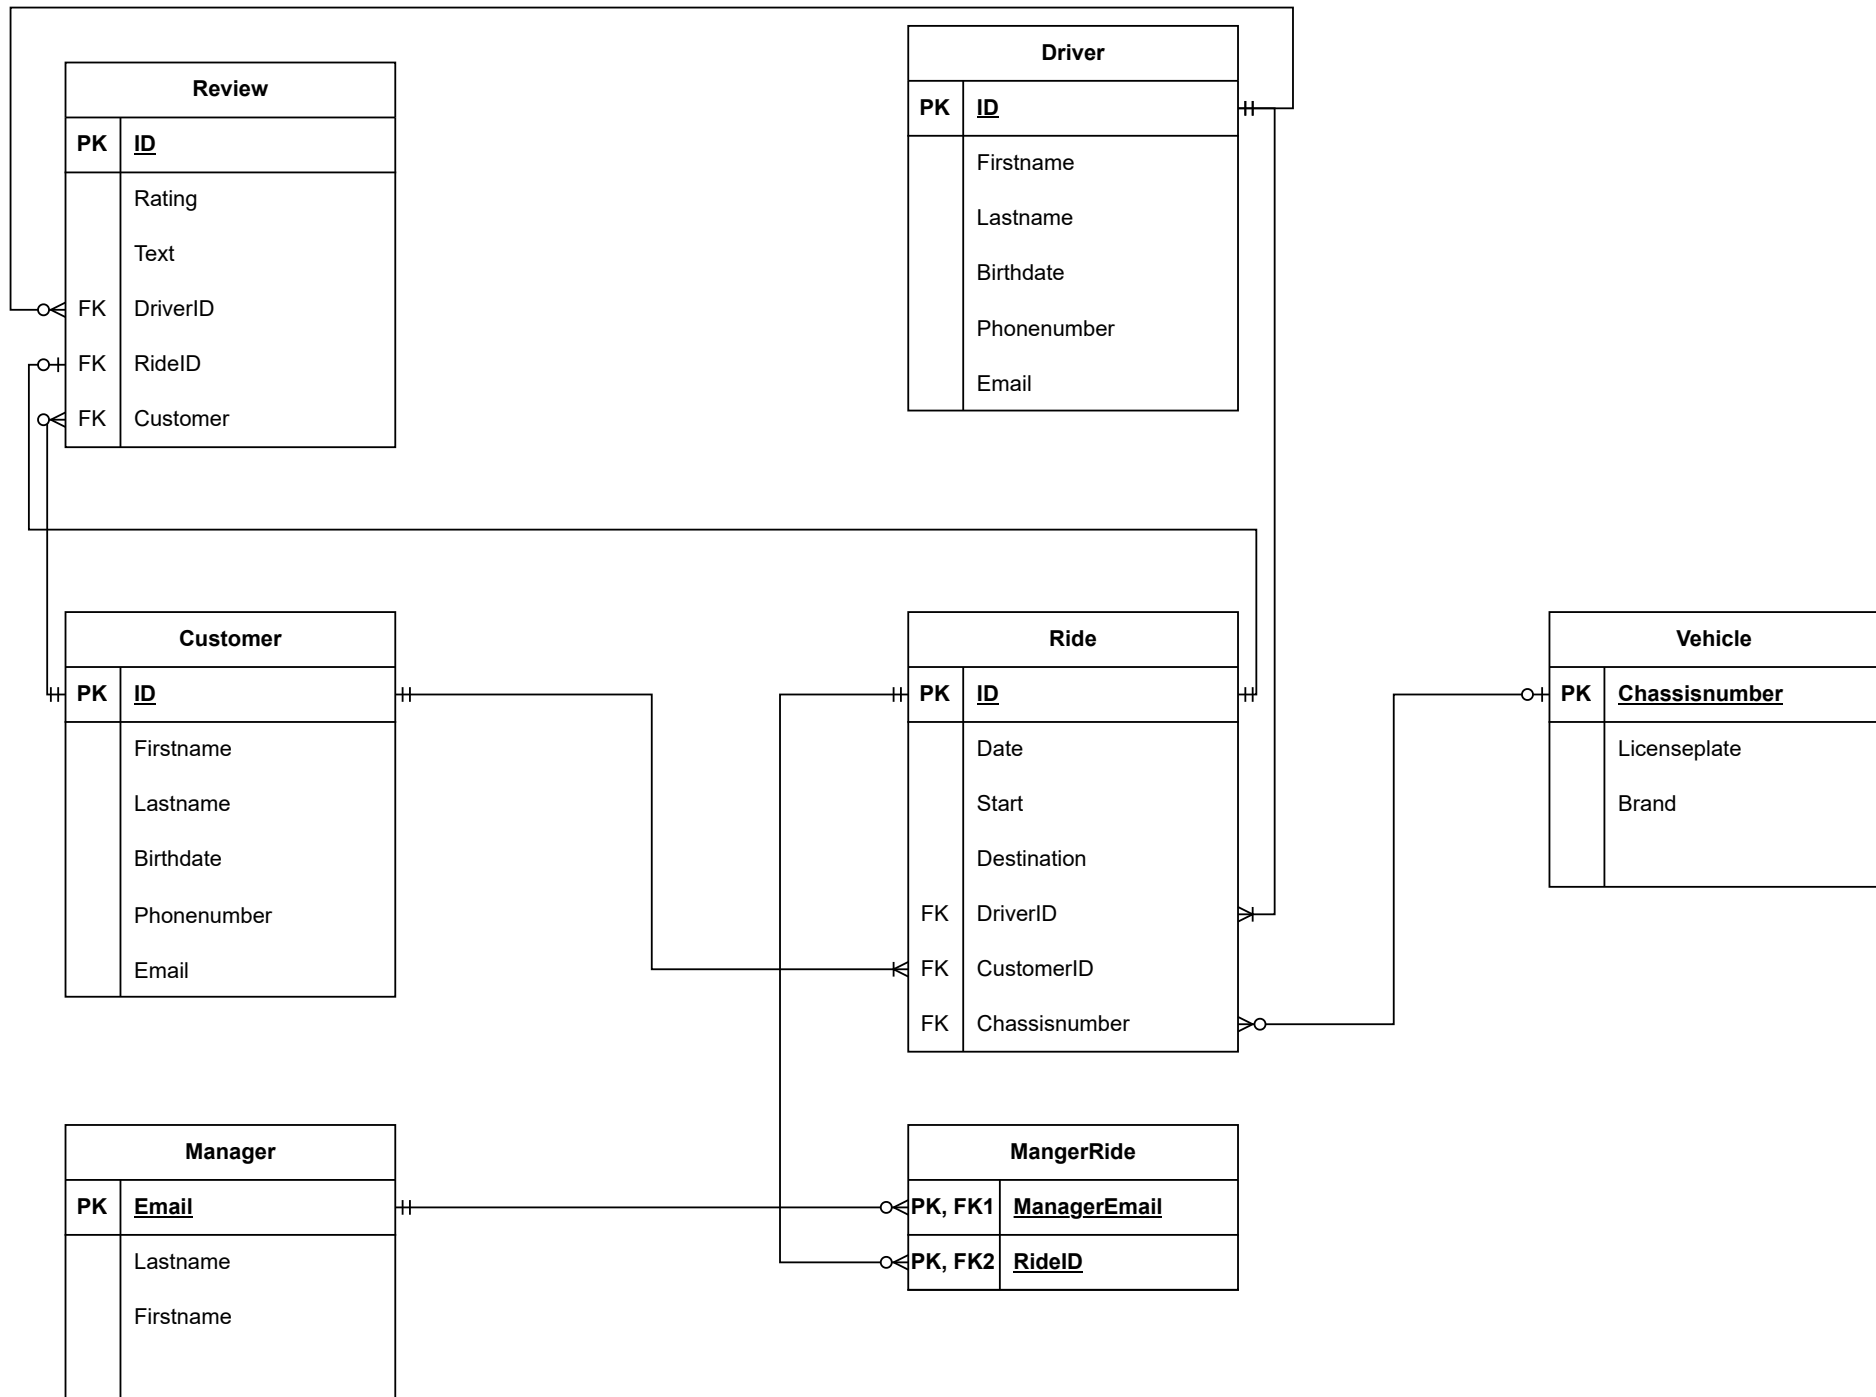 Review
PK ID
Rating
Text
FK DriverID
FK RideID
FK Customer
Driver
PK ID
Firstname
Lastname
Birthdate
Phonenumber
Email
Customer
PK ID
Firstname
Lastname
Birthdate
Phonenumber
Email
Ride
PK ID
Date
Start
Destination
FK DriverID
FK CustomerID
FK Chassisnumber
Vehicle
PK Chassisnumber
Licenseplate
Brand
Manager
PK Email
Lastname
Firstname
MangerRide
PK, FK1 ManagerEmail
PK, FK2 RideID